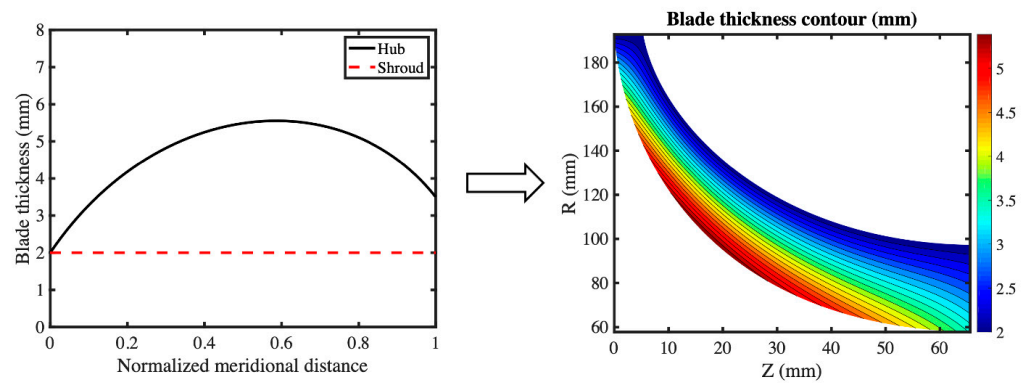 Blade thickness contour (mm)
8
7
6
5
4
3
2
1
0
Blade thickness (mm)
Hub
Shroud
0 0.2 0.4 0.6 0.8 1
Normalized meridional distance
180
160
140
120
100
80
60
R (mm)
0 10 20 30 40 50 60
Z (mm)
5
4.5
4
3.5
3
2.5
2